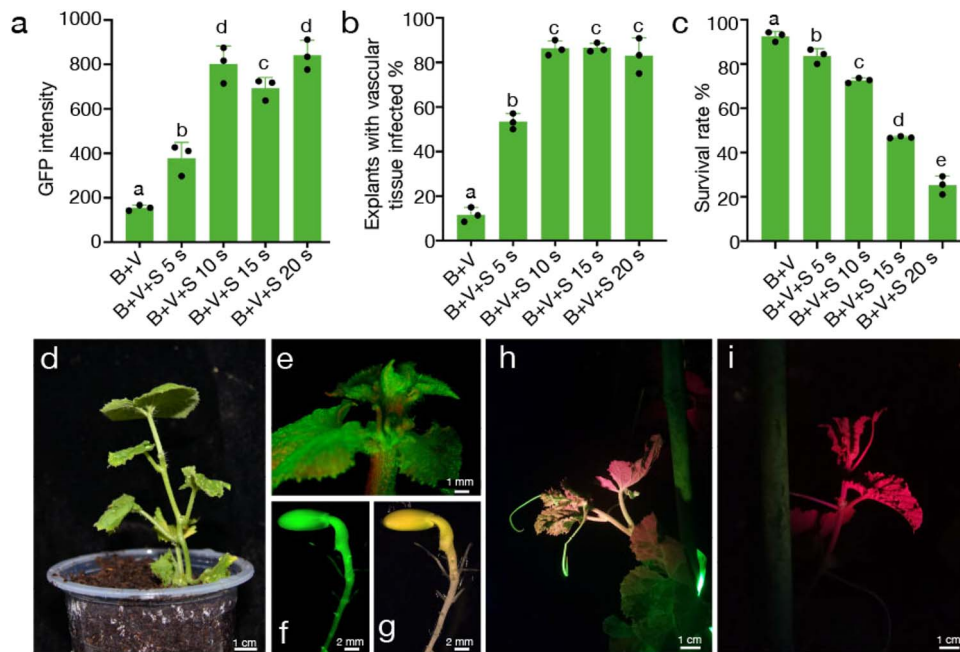 a
GFP intensity
1000
800
600
400
200
0
a
b
d
c
d
B+V
B+V+S 5 s
B+V+S 10 s
B+V+S 15 s
B+V+S 20 s
b
Explants with vascular
tissue infected %
100
80
60
40
20
0
a
b
c
c
c
B+V
B+V+S 5 s
B+V+S 10 s
B+V+S 15 s
B+V+S 20 s
c
Survival rate %
100
80
60
40
20
0
a
b
c
d
e
B+V
B+V+S 5 s
B+V+S 10 s
B+V+S 15 s
B+V+S 20 s
d
1 cm
e
1 mm
f
2 mm
g
2 mm
h
1 cm
i
1 cm